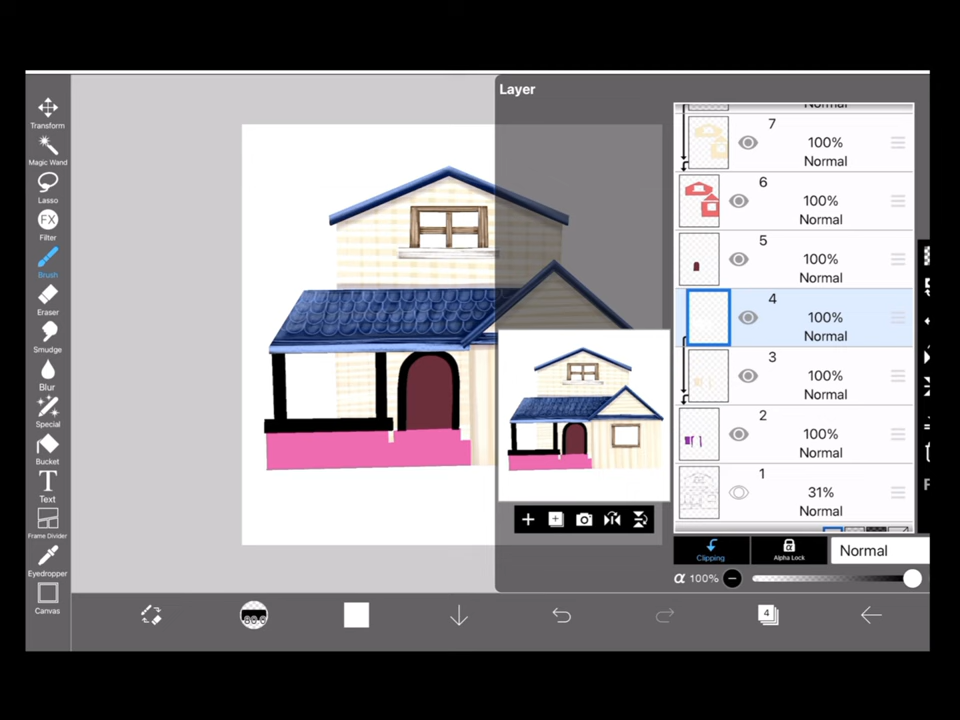 Layer
Transform
Magic Wand
Lasso
FX
Filter
Brush
Eraser
Smudge
Blur
Special
Bucket
T
Text
Frame Divider
Eyedropper
Canvas
Normal
7
100%
Normal
6
100%
Normal
5
100%
Normal
4
100%
Normal
3
100%
Normal
2
100%
Normal
1
31%
Normal
Clipping
Alpha Lock
Normal
α 100%
4